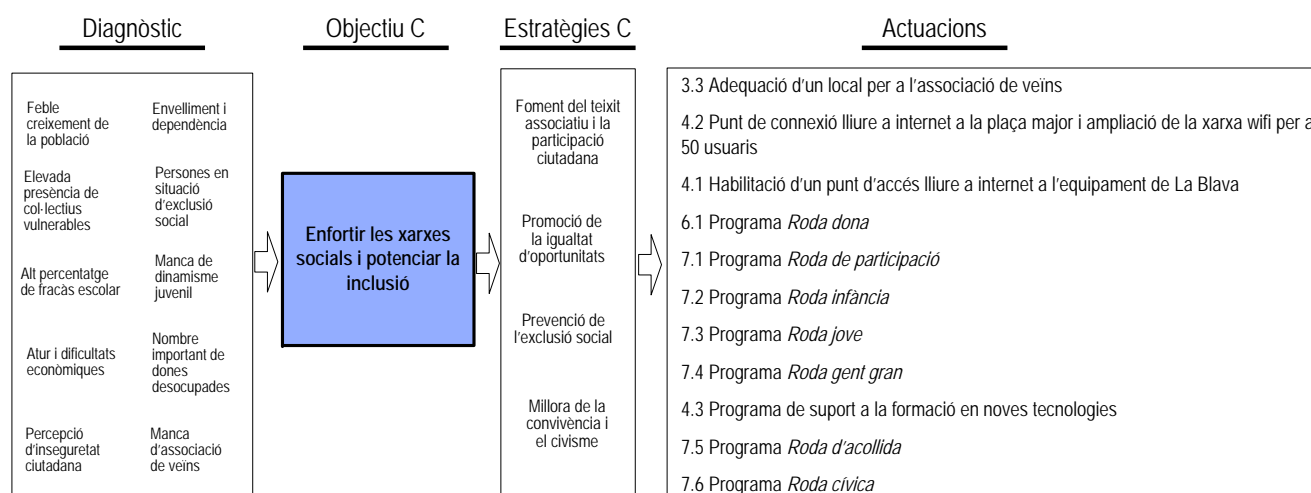 Diagnòstic
Objectiu C
Estratègies C
Actuacions
Feble
creixement de
la població
Envelliment i
dependència
Elevada
presència de
col·lectius
vulnerables
Persones en
situació
d'exclusió
social
Alt percentatge
de fracàs escolar
Manca de
dinamisme
juvenil
Atur i dificultats
econòmiques
Nombre
important de
dones
desocupades
Percepció
d'inseguretat
ciutadana
Manca
d'associació
de veïns
Enfortir les xarxes
socials i potenciar la
inclusió
Foment del teixit
associatiu i la
participació
ciutadana
Promoció de
la igualtat
d'oportunitats
Prevenció de
l'exclusió social
Millora de la
convivència i
el civisme
3.3 Adequació d'un local per a l'associació de veïns
4.2 Punt de connexió lliure a internet a la plaça major i ampliació de la xarxa wifi per a
50 usuaris
4.1 Habilitació d'un punt d'accés lliure a internet a l'equipament de La Blava
6.1 Programa Roda dona
7.1 Programa Roda de participació
7.2 Programa Roda infància
7.3 Programa Roda jove
7.4 Programa Roda gent gran
4.3 Programa de suport a la formació en noves tecnologies
7.5 Programa Roda d'acollida
7.6 Programa Roda cívica